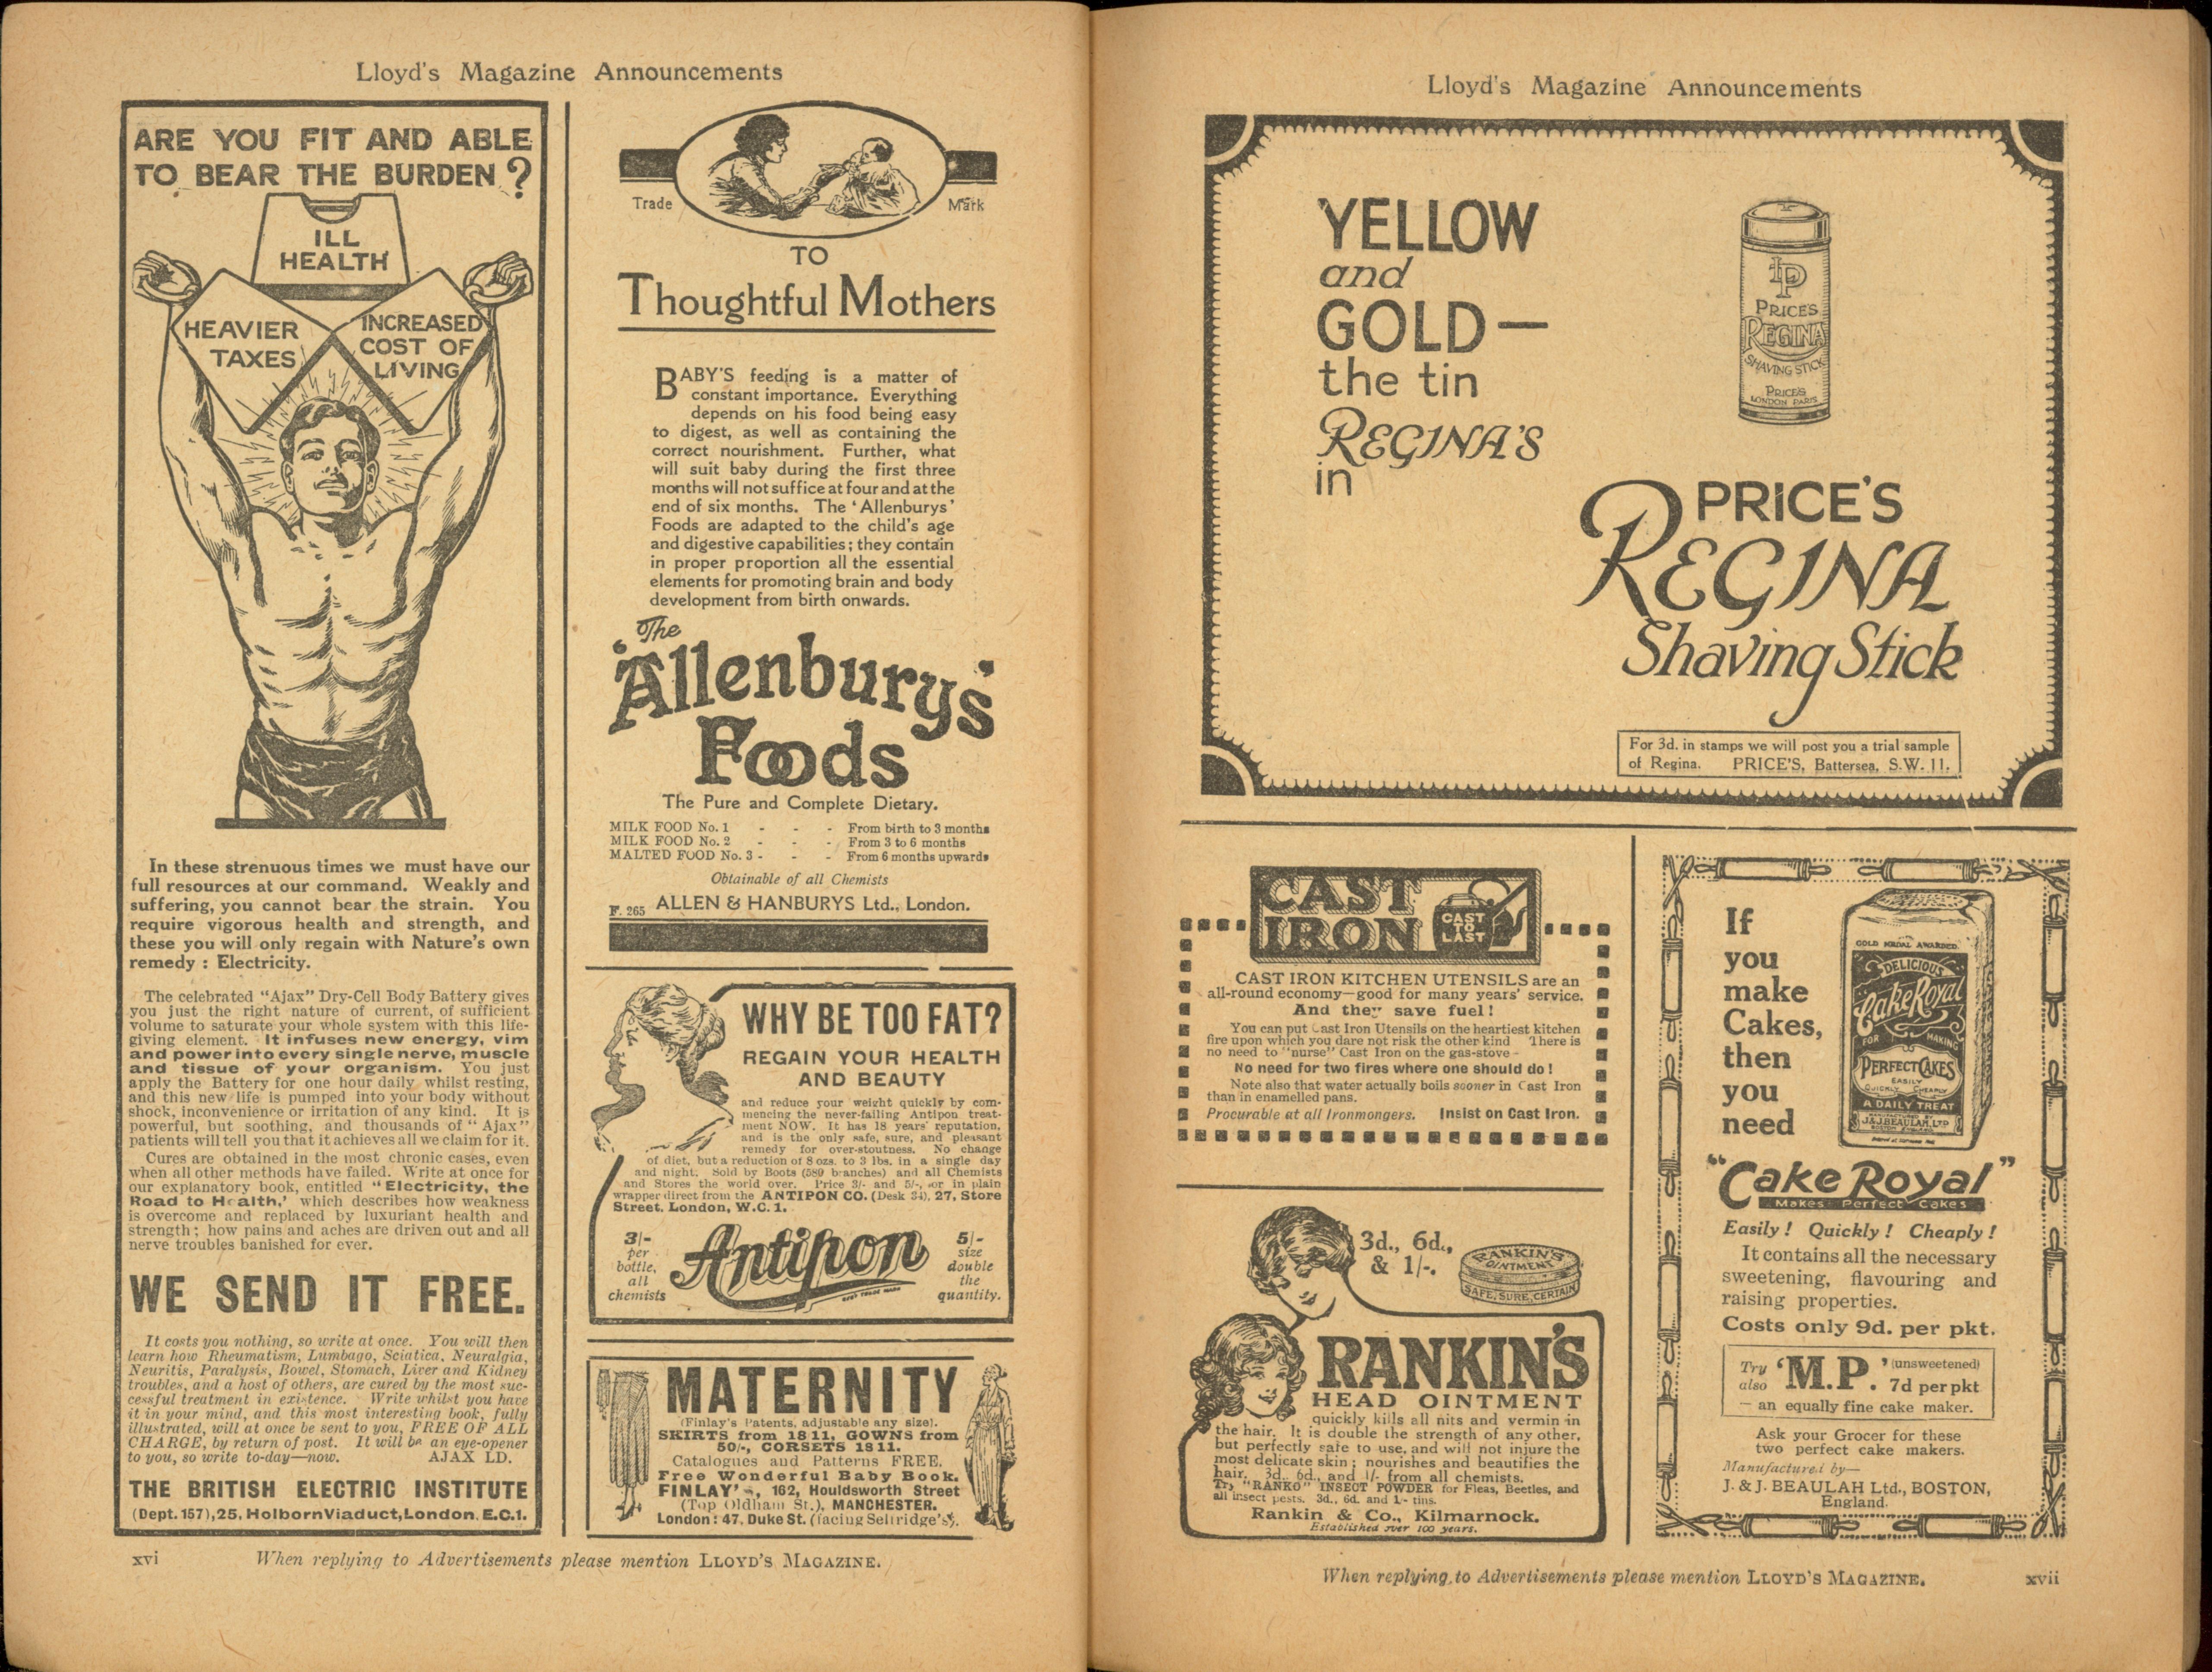 Lloyd's Magazine Announcements
ARE YOU FIT AND ABLE
TO BEAR THE BURDEN?
ILL
HEALTH
HEAVIER
TAXES
INCREASED
COST OF
LIVING
In these strenuous times we must have our
full resources at our command. Weakly and
suffering, you cannot bear the strain. You
require vigorous health and strength, and
these you will only regain with Nature's own
remedy: Electricity.
The celebrated "Ajax" Dry-Cell Body Battery gives
you just the right nature of current, of sufficient
volume to saturate your whole system with this life-
giving element. It infuses new energy, vim
and power into every single nerve, muscle
and tissue of your organism. You just
apply the Battery for one hour daily whilst resting,
and this new life is pumped into your body without
shock, inconvenience or irritation of any kind. It is
powerful, but soothing, and thousands of "Ajax"
patients will tell you that it achieves all we claim for it.
Cures are obtained in the most chronic cases, even
when all other methods have failed. Write at once for
our explanatory book, entitled "Electricity, the
Road to Health,' which describes how weakness
is overcome and replaced by luxuriant health and
strength; how pains and aches are driven out and all
nerve troubles banished for ever.
WE SEND IT FREE.
It costs you nothing, so write at once. You will then
learn how Rheumatism, Lumbago, Sciatica, Neuralgia,
Neuritis, Paralysis, Bowel, Stomach, Liver and Kidney
troubles, and a host of others, are cured by the most suc-
cessful treatment in existence. Write whilst you have
it in your mind, and this most interesting book, fully
illustrated, will at once be sent to you, FREE OF ALL
CHARGE, by return of post. It will be an eye-opener
to you, so write to-day—now. AJAX LD.
THE BRITISH ELECTRIC INSTITUTE
(Dept. 157), 25, Holborn Viaduct, London. E.C.1.
Trade Mark
TO
Thoughtful Mothers
BABY'S feeding is a matter of
constant importance. Everything
depends on his food being easy
to digest, as well as containing the
correct nourishment. Further, what
will suit baby during the first three
months will not suffice at four and at the
end of six months. The 'Allenburys'
Foods are adapted to the child's age
and digestive capabilities; they contain
in proper proportion all the essential
elements for promoting brain and body
development from birth onwards.
The
'Allenburys'
Foods
The Pure and Complete Dietary.
MILK FOOD No. 1 - - - From birth to 3 months
MILK FOOD No. 2 - - - From 3 to 6 months
MALTED FOOD No. 3 - - - From 6 months upwards
Obtainable of all Chemists
F. 265 ALLEN & HANBURYS Ltd., London.
WHY BE TOO FAT?
REGAIN YOUR HEALTH
AND BEAUTY
and reduce your weight quickly by com-
mencing the never-failing Antipon treat-
ment NOW. It has 18 years' reputation,
and is the only safe, sure, and pleasant
remedy for over-stoutness. No change
of diet, but a reduction of 8 ozs. to 3 lbs. in a single day
and night. Sold by Boots (580 branches) and all Chemists
and Stores the world over. Price 3/- and 5/-, or in plain
wrapper direct from the ANTIPON CO. (Desk 34), 27, Store
Street, London, W.C.1.
3/-
per
bottle,
all
chemists
Antipon
5/-
size
double
the
quantity.
MATERNITY
(Finlay's Patents, adjustable any size).
SKIRTS from 18 11, GOWNS from
50/-, CORSETS 18 11.
Catalogues and Patterns FREE.
Free Wonderful Baby Book.
FINLAY'S, 162, Houldsworth Street
(Top Oldham St.), MANCHESTER.
London: 47, Duke St. (facing Selfridge's).
xvi When replying to Advertisements please mention LLOYD'S MAGAZINE.
Lloyd's Magazine Announcements
YELLOW
and
GOLD—
the tin
REGINA'S
in
PRICE'S
REGINA
SHAVING STICK
PRICE'S
LONDON PARIS
PRICE'S
REGINA
Shaving Stick
For 3d. in stamps we will post you a trial sample
of Regina. PRICE'S, Battersea, S.W. 11.
CAST
IRON
CAST
TO
LAST
CAST IRON KITCHEN UTENSILS are an
all-round economy—good for many years' service.
And they save fuel!
You can put Cast Iron Utensils on the heartiest kitchen
fire upon which you dare not risk the other kind There is
no need to "nurse" Cast Iron on the gas-stove -
No need for two fires where one should do!
Note also that water actually boils sooner in Cast Iron
than in enamelled pans.
Procurable at all Ironmongers. Insist on Cast Iron.
3d., 6d.,
& 1/-.
RANKIN'S
OINTMENT
SAFE, SURE, CERTAIN
RANKIN'S
HEAD OINTMENT
quickly kills all nits and vermin in
the hair. It is double the strength of any other,
but perfectly safe to use, and will not injure the
most delicate skin; nourishes and beautifies the
hair. 3d., 6d., and 1/- from all chemists.
Try "RANKO" INSECT POWDER for Fleas, Beetles, and
all insect pests. 3d., 6d. and 1/- tins.
Rankin & Co., Kilmarnock.
Established over 100 years.
If
you
make
Cakes,
then
you
need
GOLD MEDAL AWARDED
DELICIOUS
Cake Royal
FOR MAKING
PERFECT CAKES
EASILY
QUICKLY CHEAPLY
A DAILY TREAT
MANUFACTURED BY
J.& J. BEAULAH, LTD
BOSTON ENGLAND
"Cake Royal"
Makes Perfect Cakes
Easily! Quickly! Cheaply!
It contains all the necessary
sweetening, flavouring and
raising properties.
Costs only 9d. per pkt.
Try also 'M.P.' (unsweetened) 7d per pkt
— an equally fine cake maker.
Ask your Grocer for these
two perfect cake makers.
Manufactured by—
J. & J. BEAULAH Ltd., BOSTON,
England.
When replying to Advertisements please mention LLOYD'S MAGAZINE. xvii